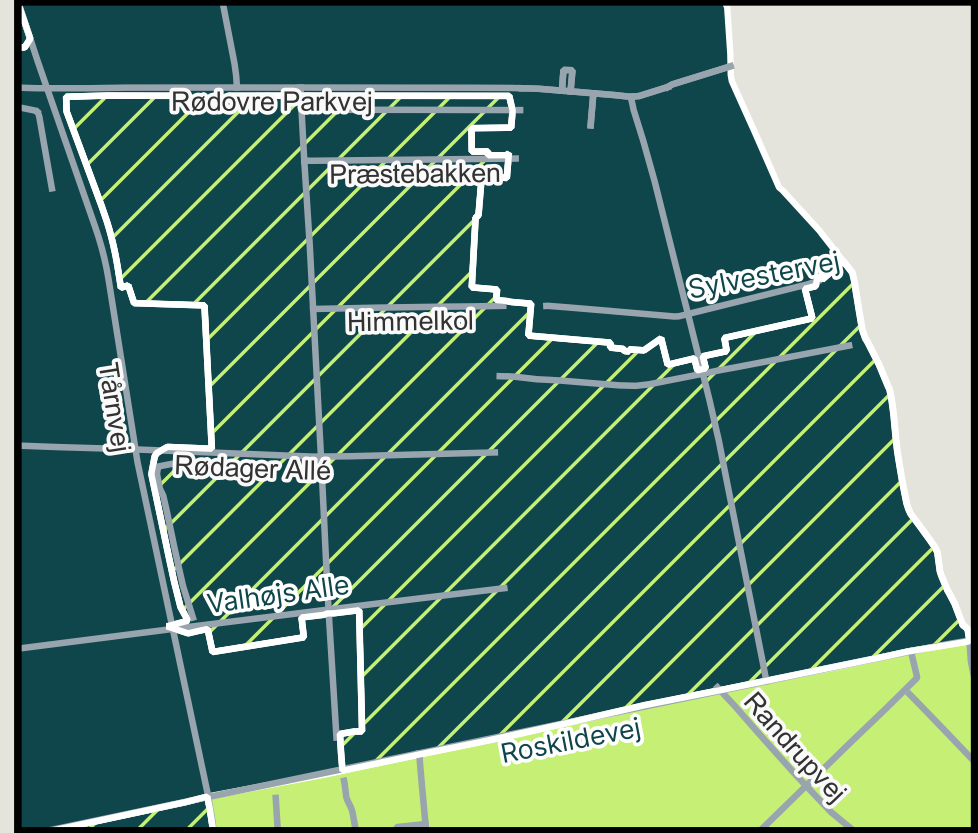 Rødovre Parkvej
Præstebakken
Sylvestervej
Himmelkol
Tårnvej
Rødager Allé
Valhøjs Alle
Roskildevej
Randrupvej